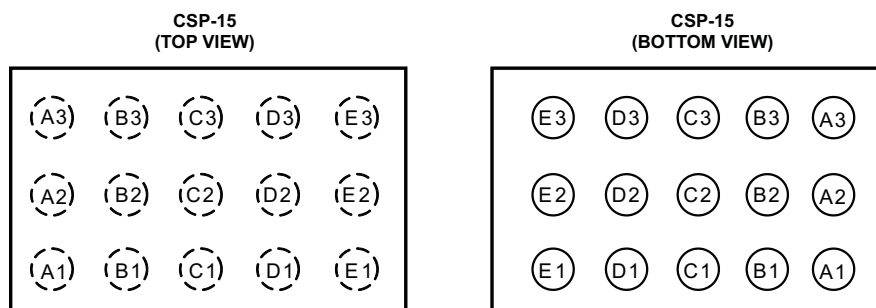 CSP-15
(TOP VIEW)
A3 B3 C3 D3 E3
A2 B2 C2 D2 E2
A1 B1 C1 D1 E1
CSP-15
(BOTTOM VIEW)
E3 D3 C3 B3 A3
E2 D2 C2 B2 A2
E1 D1 C1 B1 A1